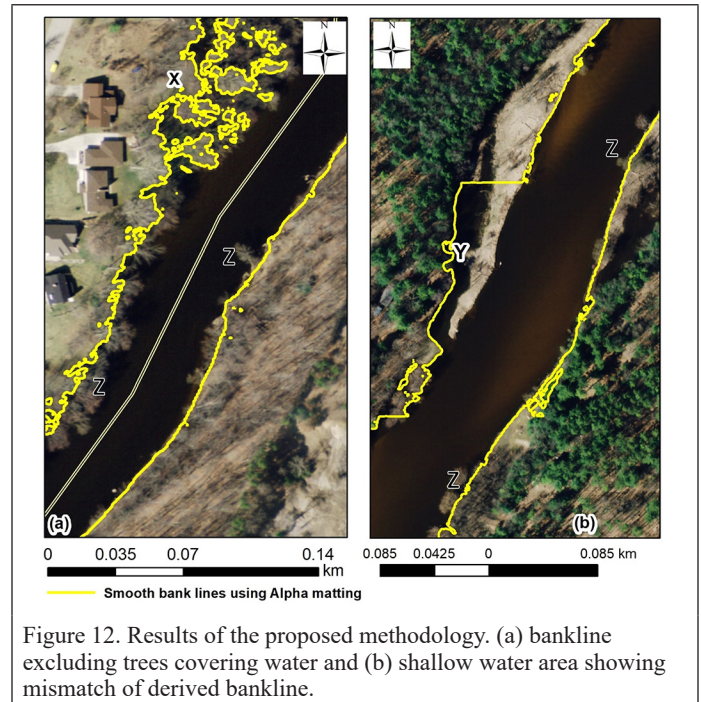 N
N
X
Z
Z
Y
Z
Z
(a)
(b)
0 0.035 0.07 0.14
km
0.085 0.0425 0 0.085 km
Smooth bank lines using Alpha matting
Figure 12. Results of the proposed methodology. (a) bankline
excluding trees covering water and (b) shallow water area showing
mismatch of derived bankline.